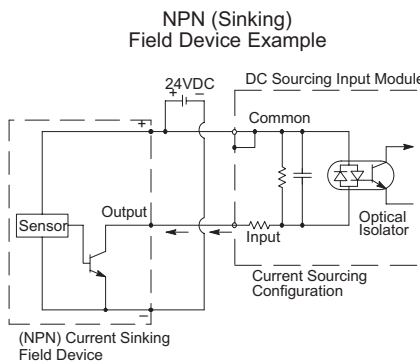 NPN (Sinking)
Field Device Example
24VDC
+
–
DC Sourcing Input Module
Common
+
Output
Sensor
Input
Optical
Isolator
–
Current Sourcing
Configuration
(NPN) Current Sinking
Field Device